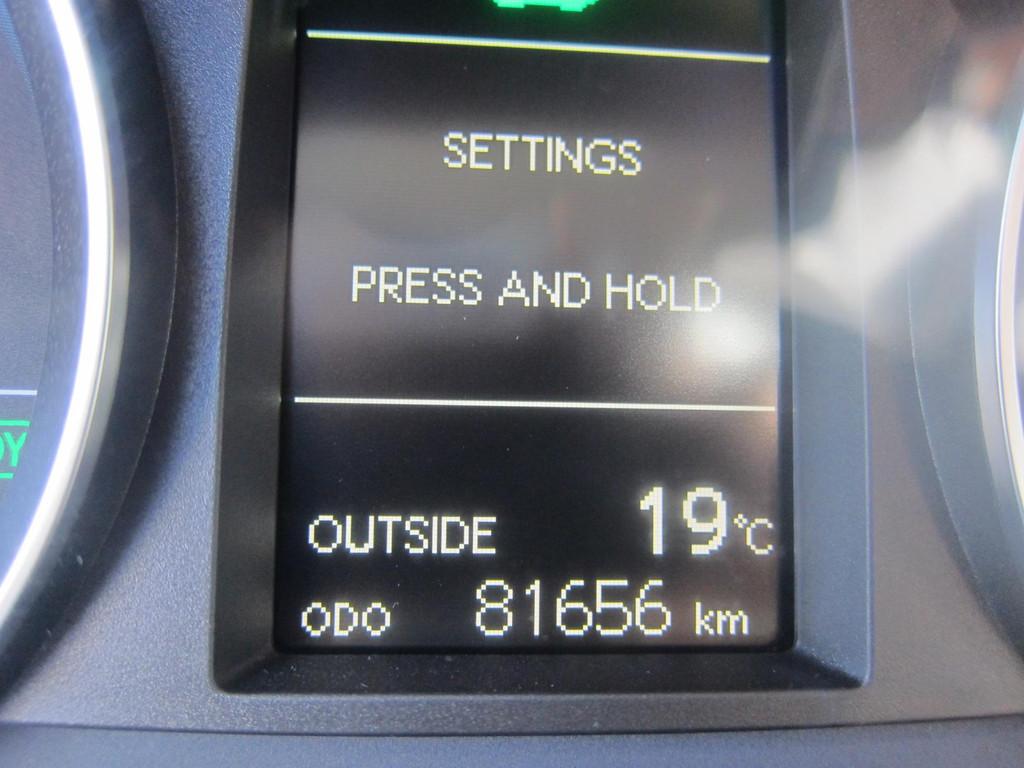 SETTINGS
PRESS AND HOLD
OUTSIDE 19°C
ODO 81656 km